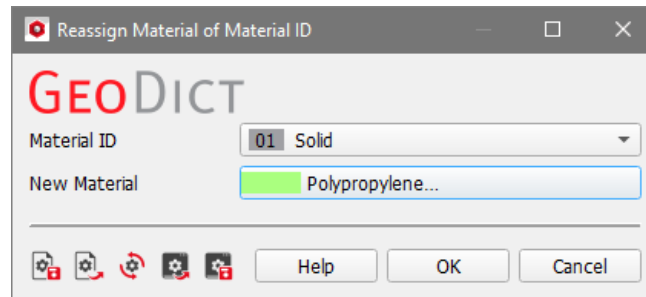 Reassign Material of Material ID
GEODICT
Material ID 01 Solid
New Material Polypropylene...
Help OK Cancel